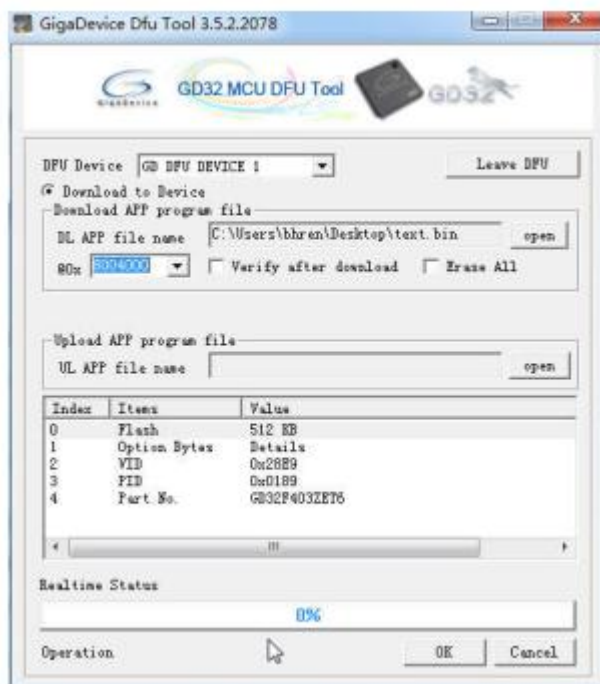 GigaDevice Dfu Tool 3.5.2.2078
GigaDevice GD32 MCU DFU Tool GD32
DFU Device GD DFU DEVICE 1 Leave DFU
Download to Device
Download APP program file
DL APP file name C:\Users\bhren\Desktop\text.bin open
@0x 8004000 Verify after download Erase All
Upload APP program file
UL APP file name open
Index Items Value
0 Flash 512 KB
1 Option Bytes Details
2 VID 0x28E9
3 PID 0x0189
4 Part No. GD32F403ZET6
Realtime Status
0%
Operation OK Cancel